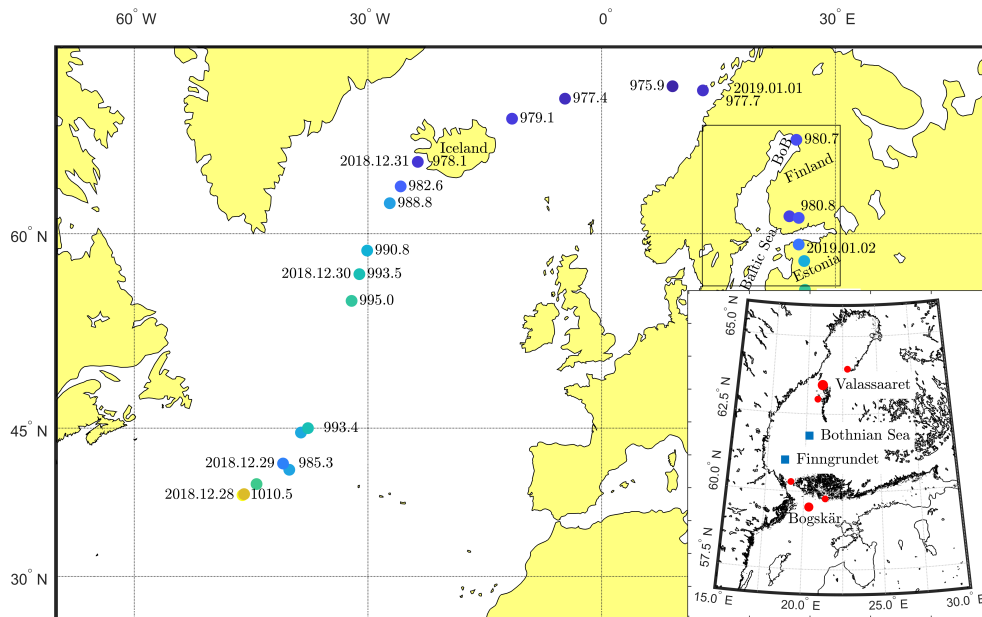 60° W
30° W
0°
30° E
975.9
2019.01.01
977.7
977.4
979.1
980.7
BoB
Iceland
Finland
2018.12.31
978.1
982.6
988.8
980.8
60° N
2019.01.02
990.8
Baltic Sea
Estonia
2018.12.30
993.5
995.0
65.0° N
Valassaaret
62.5° N
993.4
45° N
Bothnian Sea
2018.12.29
985.3
Finngrundet
60.0° N
2018.12.28
1010.5
Bogskär
57.5° N
30° N
15.0° E
20.0° E
25.0° E
30.0° E